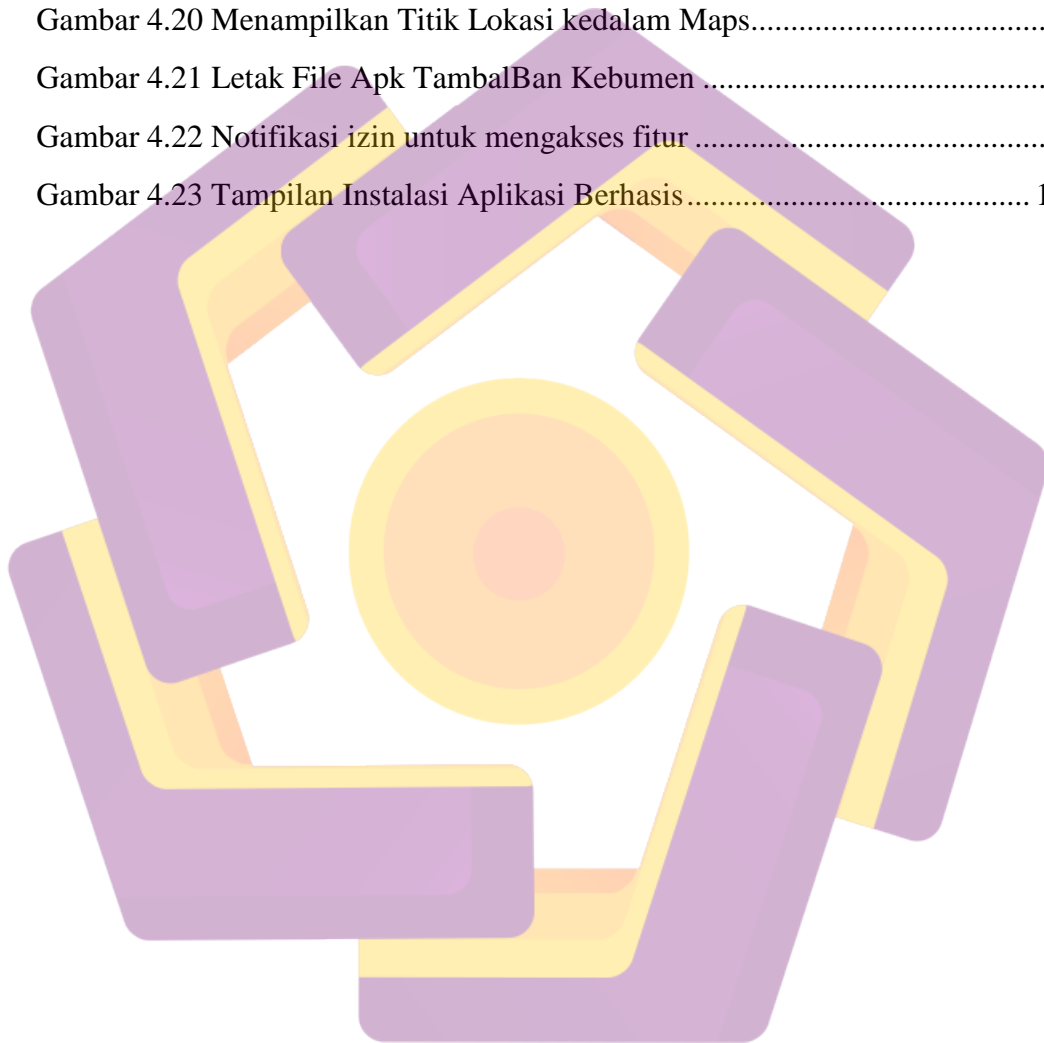 Gambar 4.20 Menampilkan Titik Lokasi kedalam Maps....................................
Gambar 4.21 Letak File Apk TambalBan Kebumen ..........................................
Gambar 4.22 Notifikasi izin untuk mengakses fitur ...........................................
Gambar 4.23 Tampilan Instalasi Aplikasi Berhasis.......................................... 1